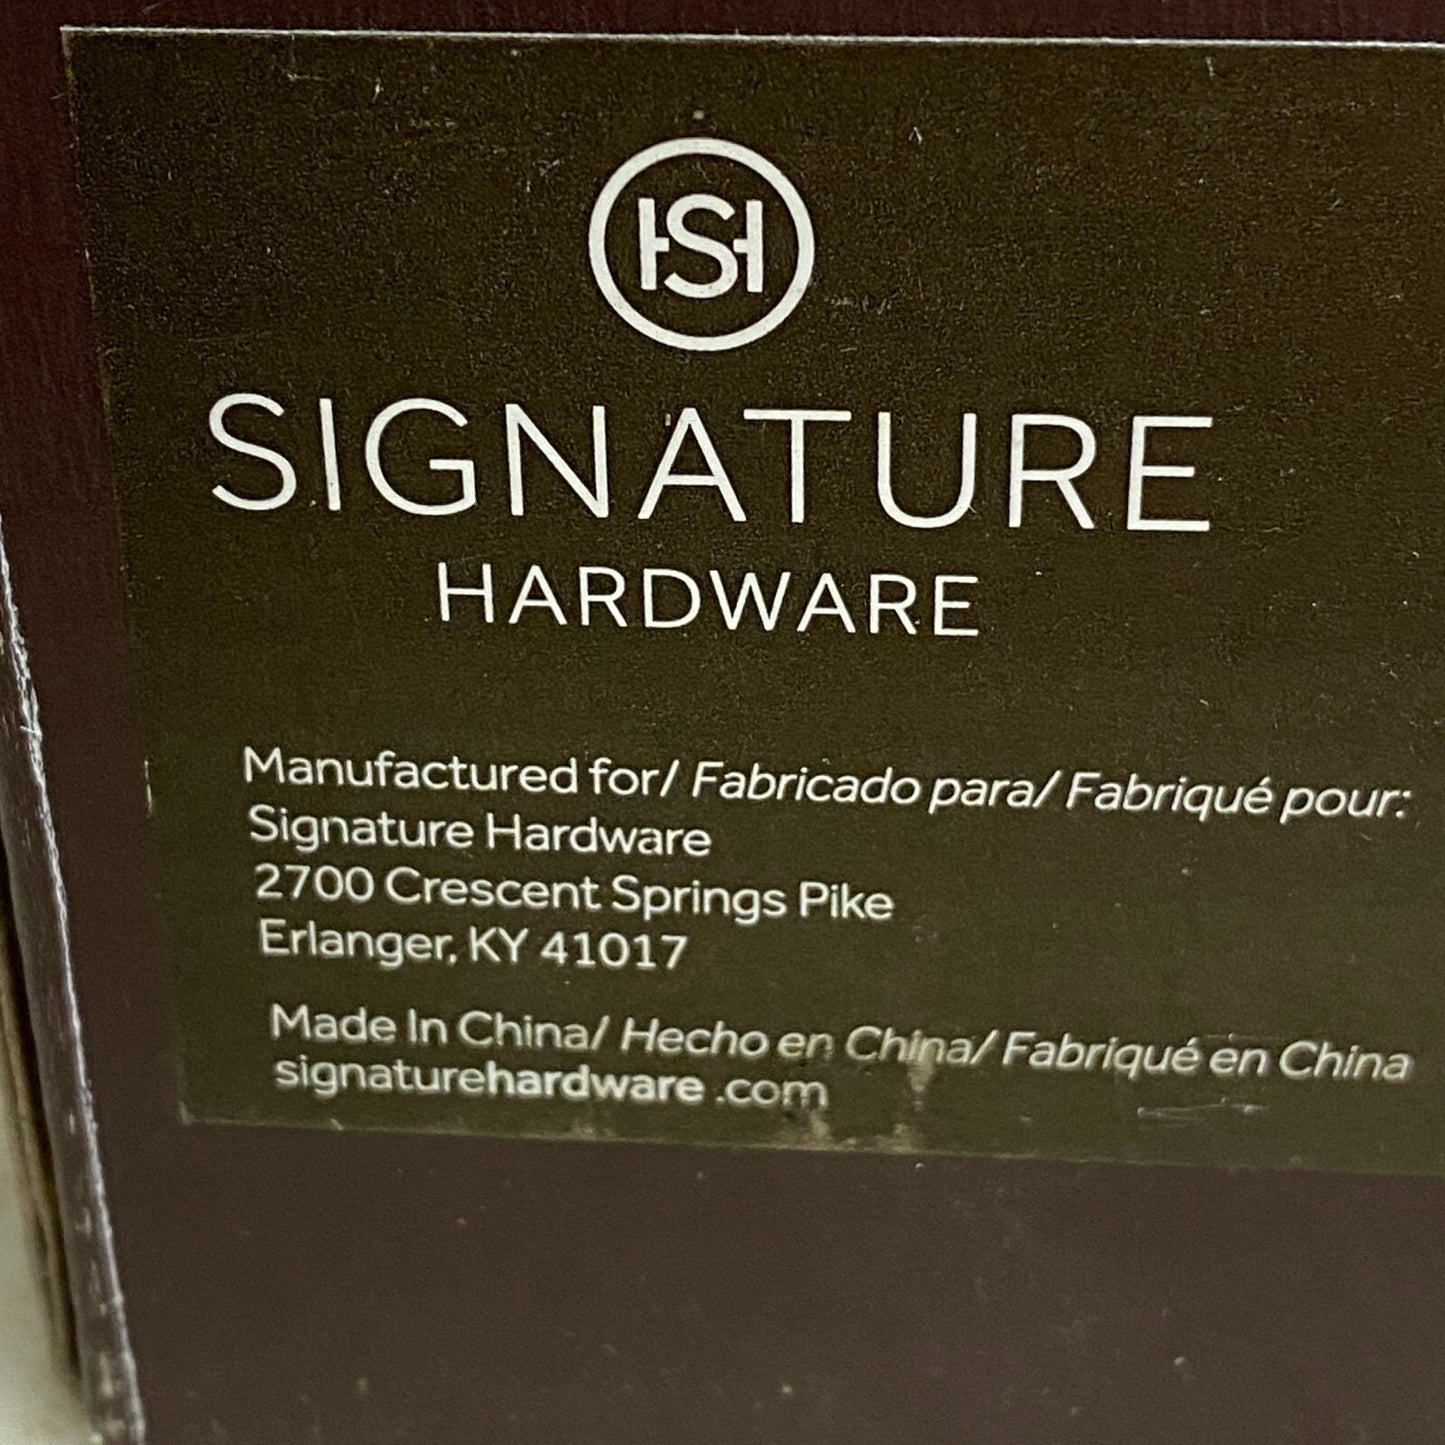 HSH
SIGNATURE
HARDWARE
Manufactured for/ Fabricado para/ Fabriqué pour:
Signature Hardware
2700 Crescent Springs Pike
Erlanger, KY 41017
Made In China/ Hecho en China/ Fabriqué en China
signaturehardware .com